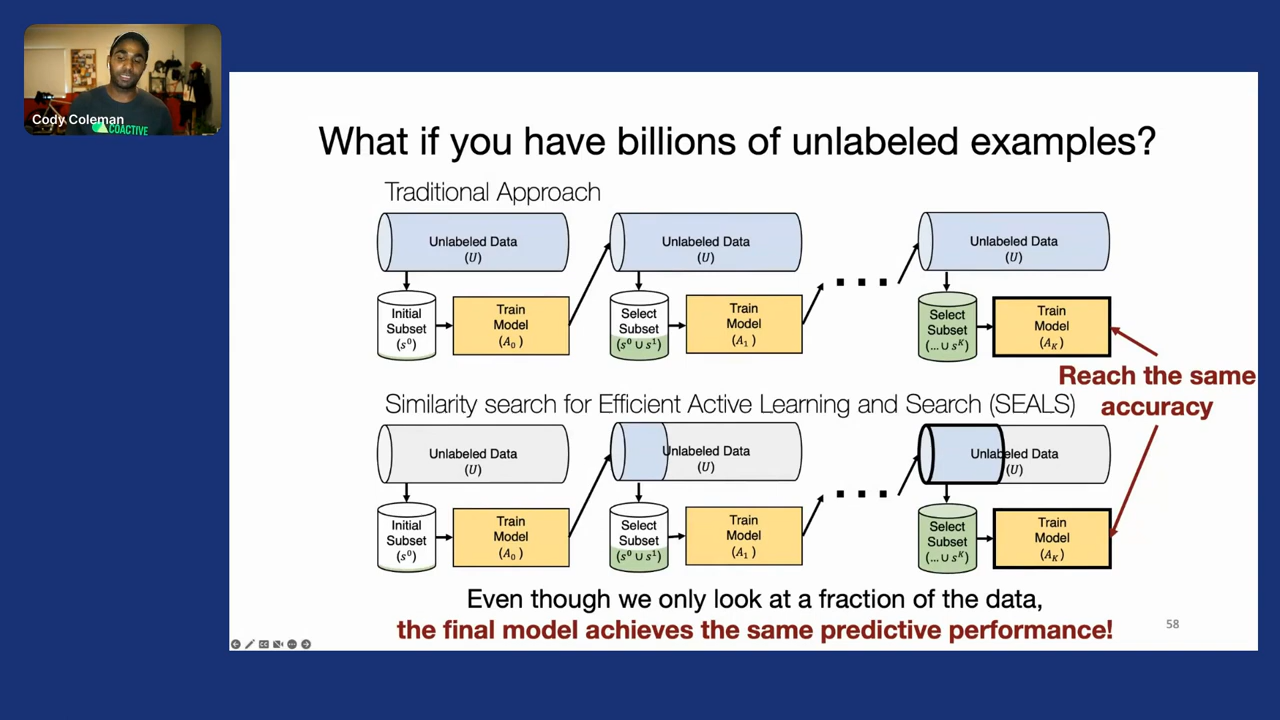 Cody Coleman
COACTIVE
What if you have billions of unlabeled examples?
Traditional Approach
Unlabeled Data
(U)
Unlabeled Data
(U)
Unlabeled Data
(U)
Initial
Subset
(s⁰)
Train
Model
(A₀)
Select
Subset
(s⁰ ∪ s¹)
Train
Model
(A₁)
...
Select
Subset
(... ∪ sᴷ)
Train
Model
(A_K)
Reach the same
accuracy
Similarity search for Efficient Active Learning and Search (SEALS)
Unlabeled Data
(U)
Unlabeled Data
(U)
Unlabeled Data
(U)
Initial
Subset
(s⁰)
Train
Model
(A₀)
Select
Subset
(s⁰ ∪ s¹)
Train
Model
(A₁)
...
Select
Subset
(... ∪ sᴷ)
Train
Model
(A_K)
Even though we only look at a fraction of the data,
the final model achieves the same predictive performance!
58